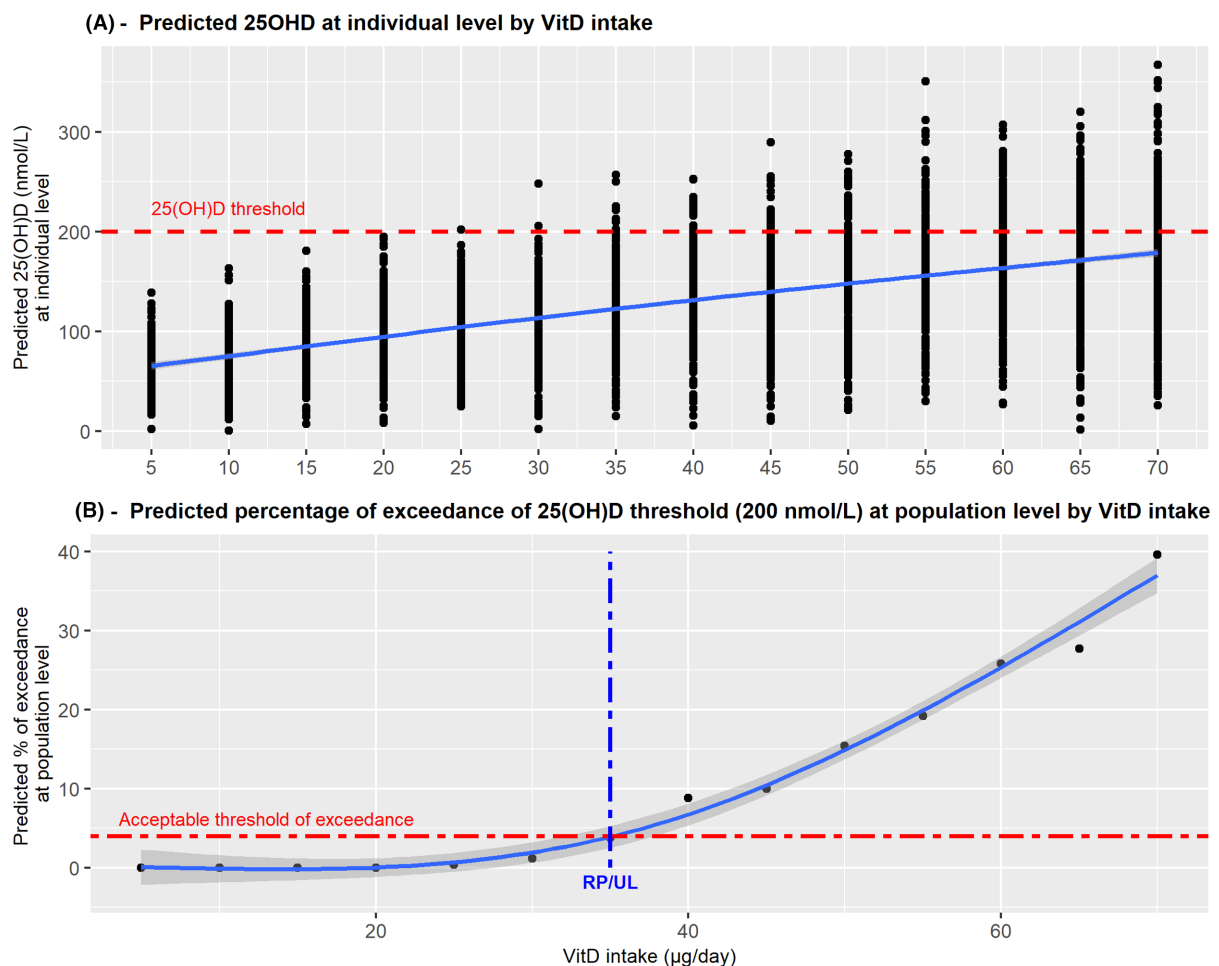 (A) -  Predicted 25OHD at individual level by VitD intake
Predicted 25(OH)D (nmol/L)
at individual level
300
200
100
0
25(OH)D threshold
5 10 15 20 25 30 35 40 45 50 55 60 65 70
(B) -  Predicted percentage of exceedance of 25(OH)D threshold (200 nmol/L) at population level by VitD intake
Predicted % of exceedance
at population level
40
30
20
10
0
Acceptable threshold of exceedance
RP/UL
20 40 60
VitD intake (µg/day)